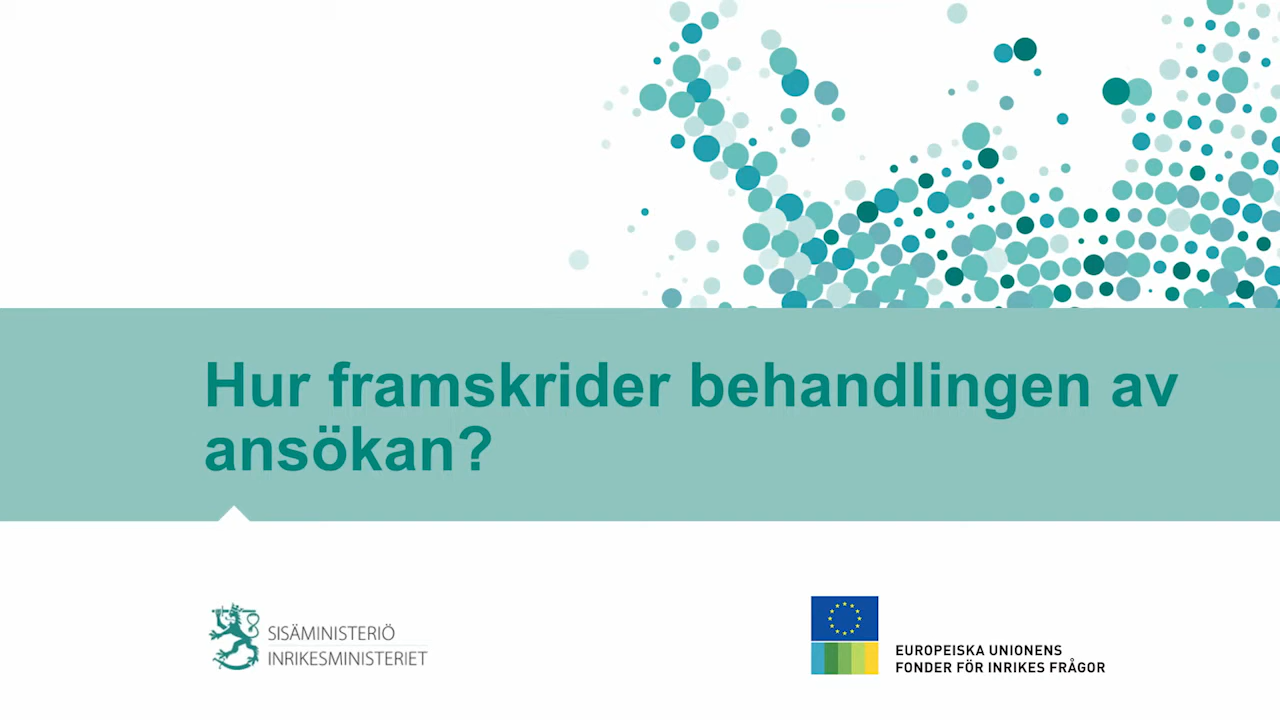 Hur framskrider behandlingen av
ansökan?
SISÄMINISTERIÖ
INRIKESMINISTERIET
EUROPEISKA UNIONENS
FONDER FÖR INRIKES FRÅGOR